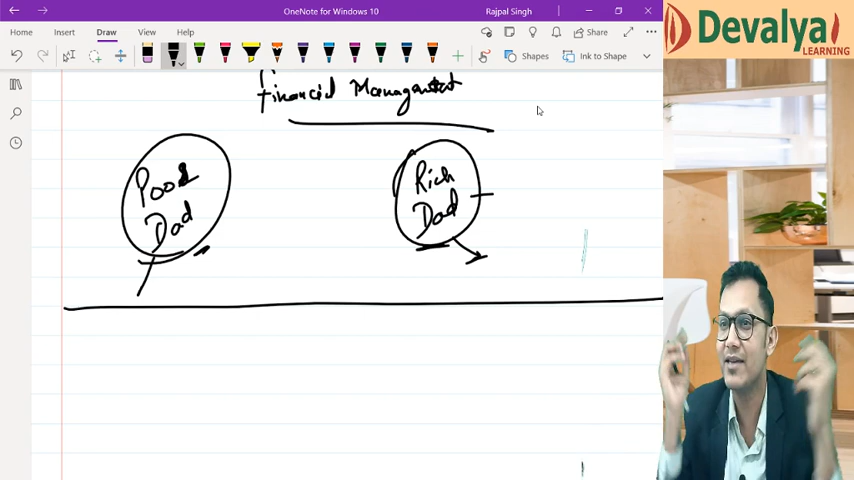 OneNote for Windows 10
Rajpal Singh
Home Insert Draw View Help
Share
Shapes
Ink to Shape
Financial Management
Poor
Dad
Rich
Dad
Devalya
LEARNING